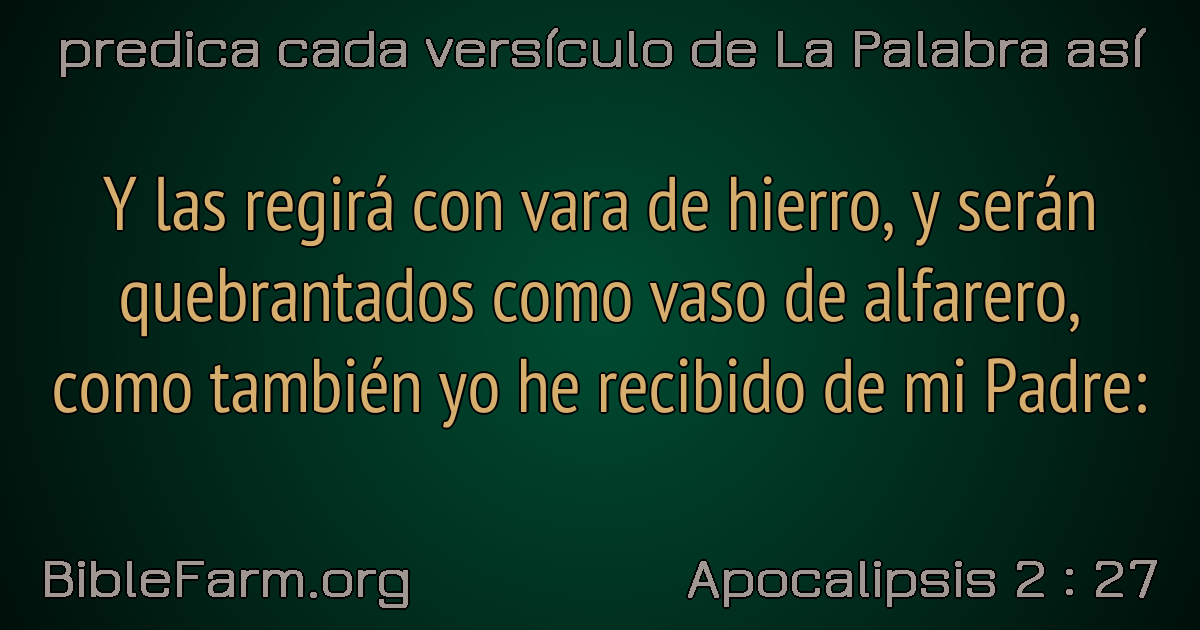 predica cada versículo de La Palabra así
Y las regirá con vara de hierro, y serán
quebrantados como vaso de alfarero,
como también yo he recibido de mi Padre:
BibleFarm.org
Apocalipsis 2 : 27